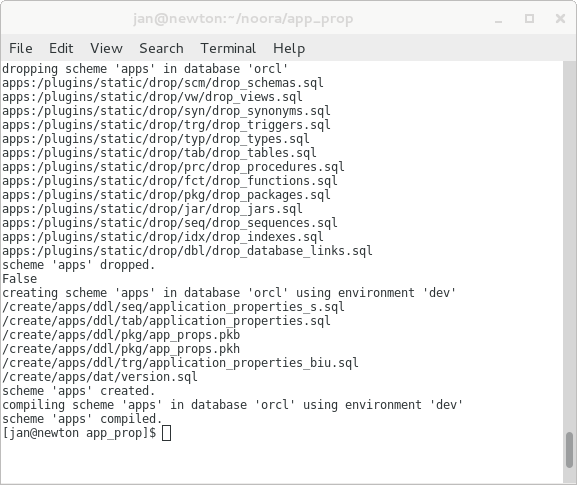 jan@newton:~/noora/app_prop
File Edit View Search Terminal Help
dropping scheme 'apps' in database 'orcl'
apps:/plugins/static/drop/scm/drop_schemas.sql
apps:/plugins/static/drop/vw/drop_views.sql
apps:/plugins/static/drop/syn/drop_synonyms.sql
apps:/plugins/static/drop/trg/drop_triggers.sql
apps:/plugins/static/drop/typ/drop_types.sql
apps:/plugins/static/drop/tab/drop_tables.sql
apps:/plugins/static/drop/prc/drop_procedures.sql
apps:/plugins/static/drop/fct/drop_functions.sql
apps:/plugins/static/drop/pkg/drop_packages.sql
apps:/plugins/static/drop/jar/drop_jars.sql
apps:/plugins/static/drop/seq/drop_sequences.sql
apps:/plugins/static/drop/idx/drop_indexes.sql
apps:/plugins/static/drop/dbl/drop_database_links.sql
scheme 'apps' dropped.
False
creating scheme 'apps' in database 'orcl' using environment 'dev'
/create/apps/ddl/seq/application_properties_s.sql
/create/apps/ddl/tab/application_properties.sql
/create/apps/ddl/pkg/app_props.pkb
/create/apps/ddl/pkg/app_props.pkh
/create/apps/ddl/trg/application_properties_biu.sql
/create/apps/dat/version.sql
scheme 'apps' created.
compiling scheme 'apps' in database 'orcl' using environment 'dev'
scheme 'apps' compiled.
[jan@newton app_prop]$